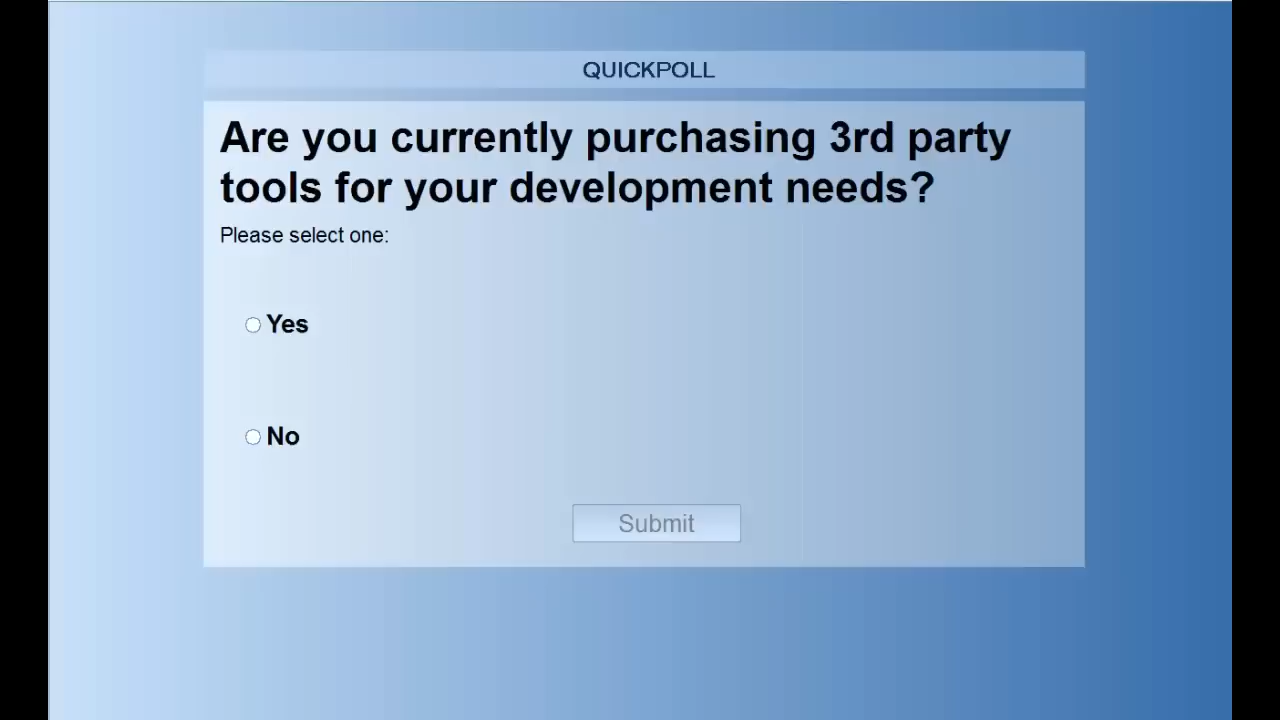 QUICKPOLL
Are you currently purchasing 3rd party
tools for your development needs?
Please select one:
Yes
No
Submit